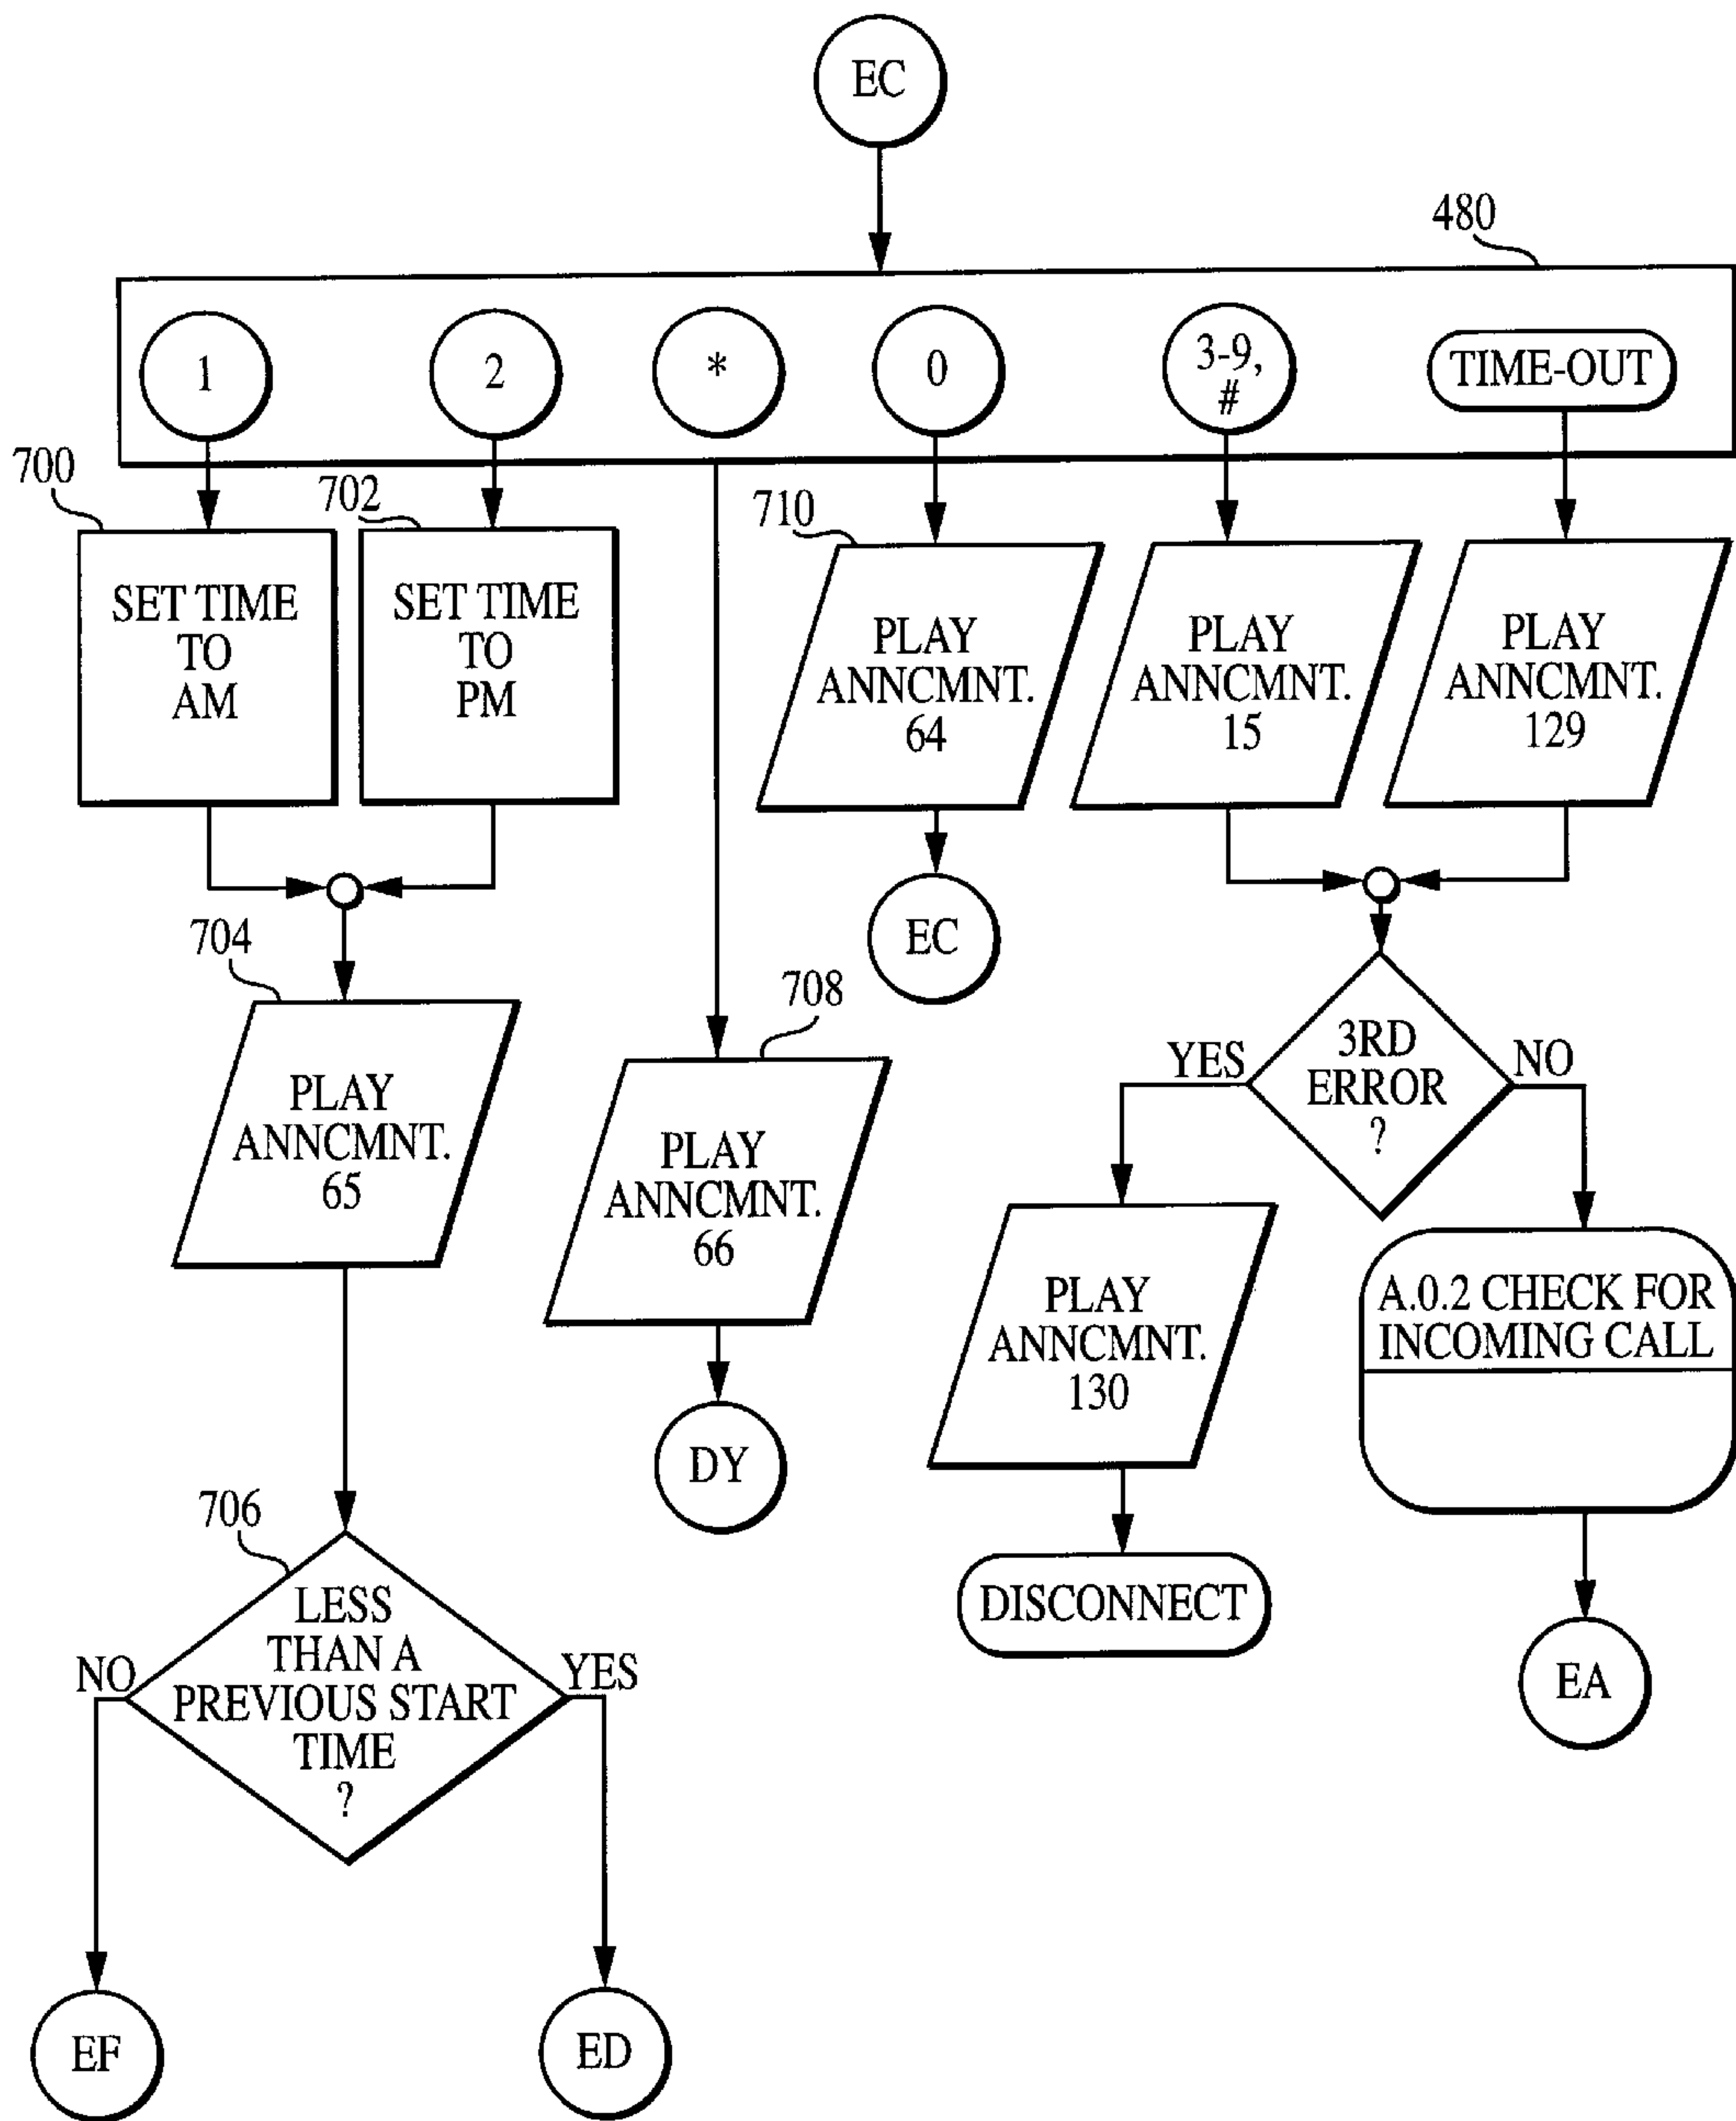 EC
480
1
2
*
0
3-9,
#
TIME-OUT
700
702
710
SET TIME
TO
AM
SET TIME
TO
PM
PLAY
ANNCMNT.
64
PLAY
ANNCMNT.
15
PLAY
ANNCMNT.
129
EC
704
PLAY
ANNCMNT.
65
708
PLAY
ANNCMNT.
66
DY
YES
3RD
ERROR
?
NO
PLAY
ANNCMNT.
130
DISCONNECT
A.0.2 CHECK FOR
INCOMING CALL
EA
706
NO
LESS
THAN A
PREVIOUS START
TIME
?
YES
EF
ED